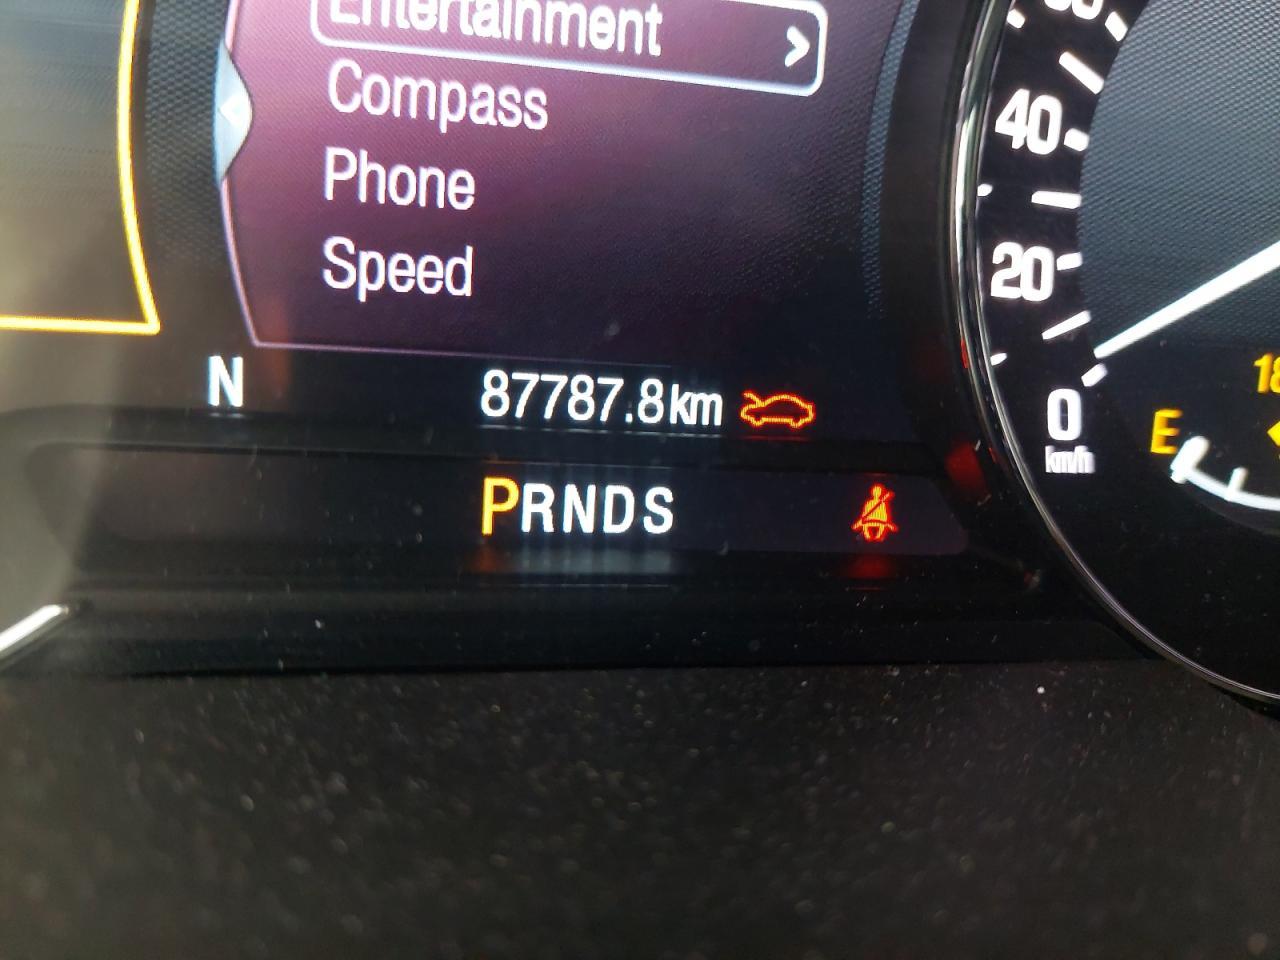 Entertainment
Compass
Phone
Speed
N
87787.8km
PRNDS
40
20
0
km/h
E